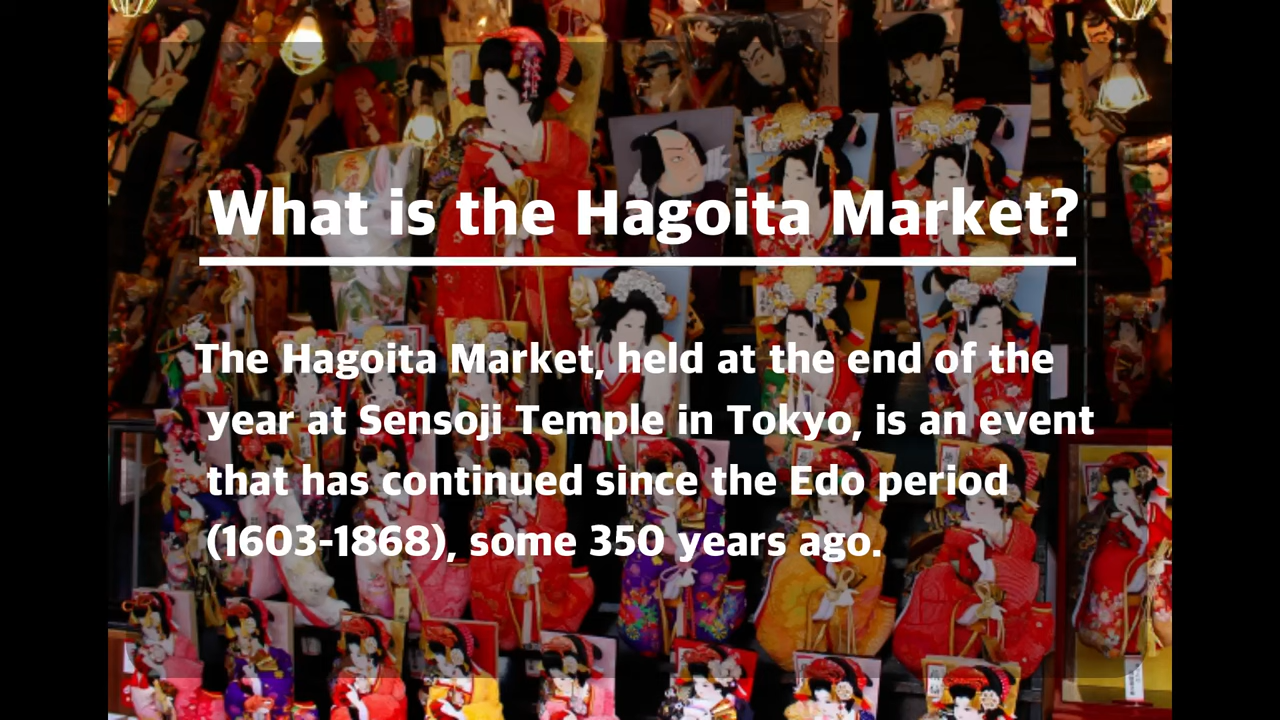 What is the Hagoita Market?
The Hagoita Market, held at the end of the
year at Sensoji Temple in Tokyo, is an event
that has continued since the Edo period
(1603-1868), some 350 years ago.